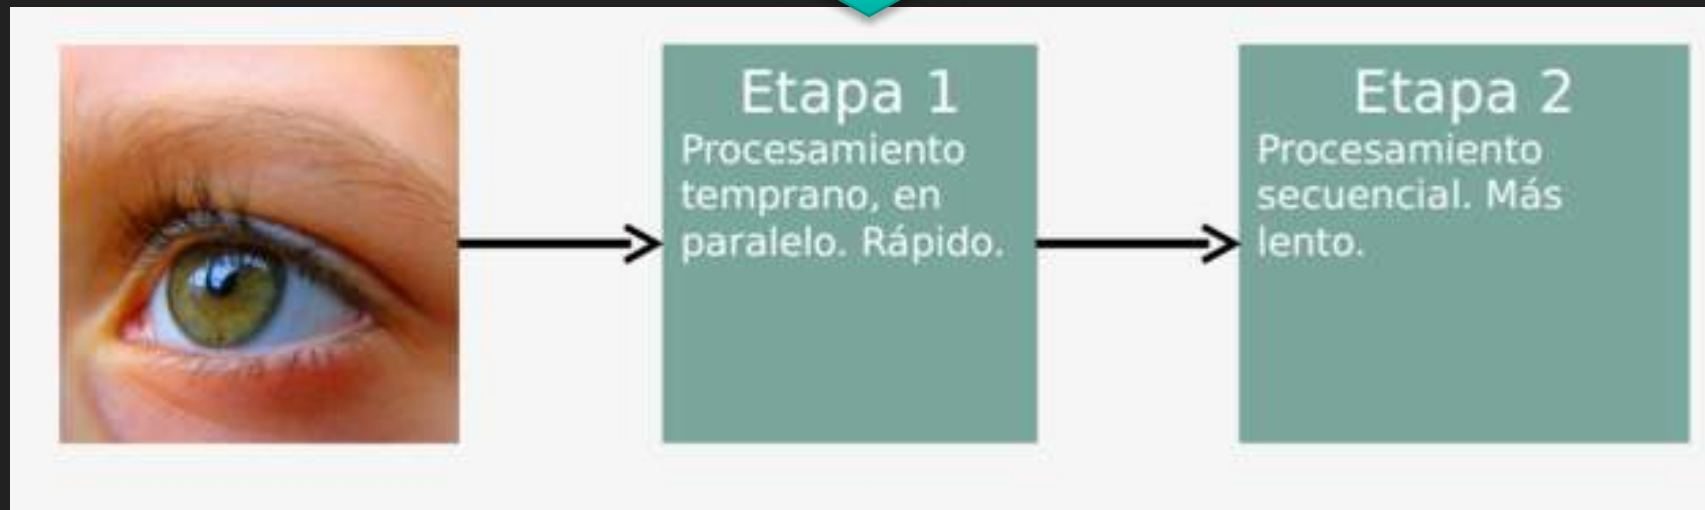 Etapa 1
Procesamiento
temprano, en
paralelo. Rápido.
Etapa 2
Procesamiento
secuencial. Más
lento.